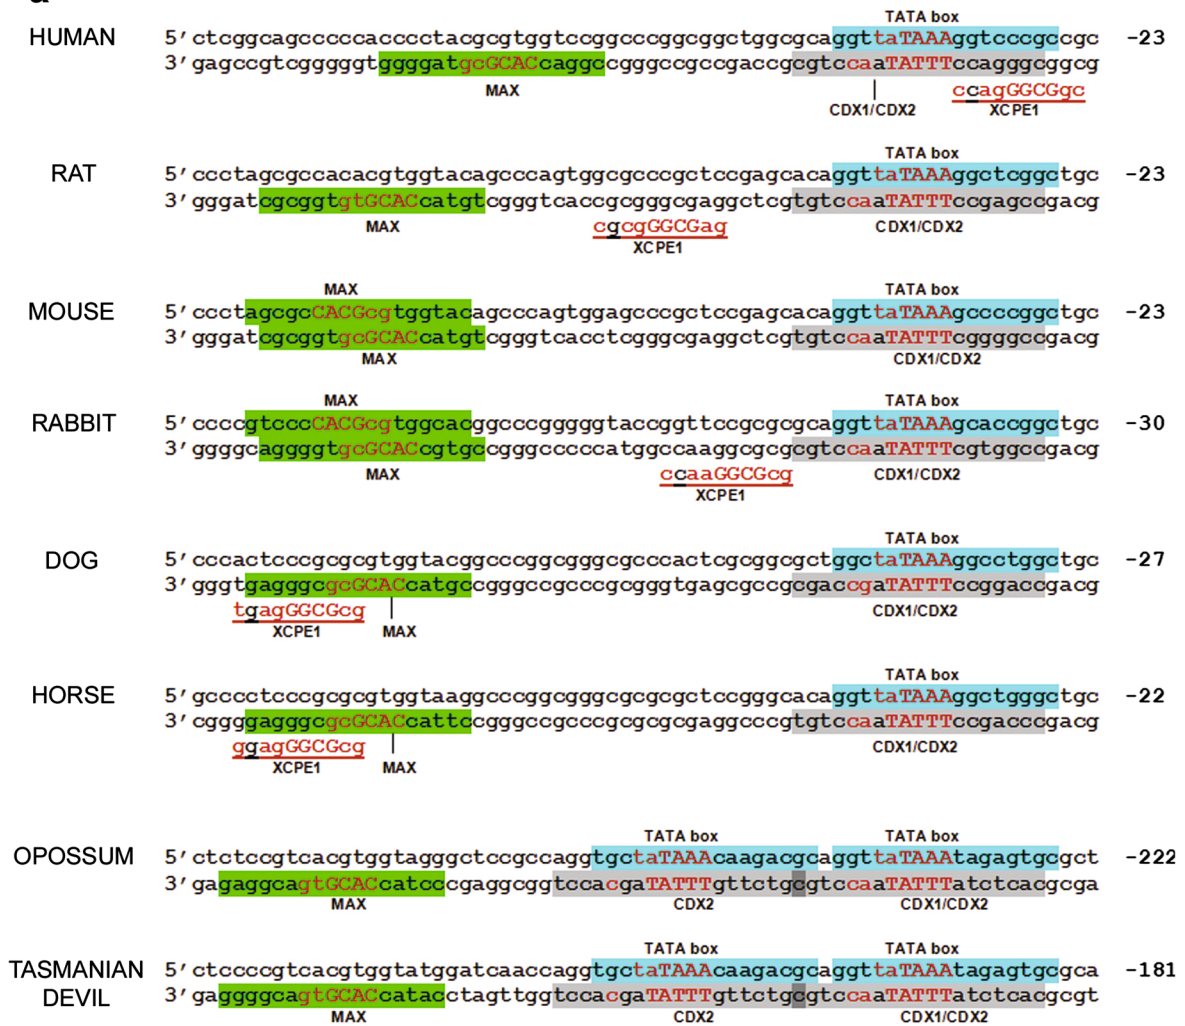 TATA box
HUMAN 5′ctcggcagcccccacccctacgcgtggtccggcccggcggctggcgcaggttaTAAAggtcccgccgc -23
3′gagccgtcgggggtggggatgcGCACcaggccgggccgccgaccgcgtccaaTATTTccagggcggcg
ccagGGCGgc
MAX CDX1/CDX2 XCPE1
TATA box
RAT 5′ccctagcgccacacgtggtacagcccagtggcgcccgctccgagcacaggttaTAAAggctcggctgc -23
3′gggatcgcggtgtGCACcatgtcgggtcaccgcgggcgaggctcgtgtccaaTATTTccgagccgacg
MAX cgcgGGCGag CDX1/CDX2
XCPE1
MAX TATA box
MOUSE 5′ccctagcgcCACGcgtggtacagcccagtggagcccgctccgagcacaggttaTAAAgccccggctgc -23
3′gggatcgcggtgcGCACcatgtcgggtcacctcgggcgaggctcgtgtccaaTATTTcggggccgacg
MAX CDX1/CDX2
MAX TATA box
RABBIT 5′ccccgtcccCACGcgtggcacggcccgggggtaccggttccgcgcgcaggttaTAAAgcaccggctgc -30
3′ggggcaggggtgcGCACcgtgccgggcccccatggccaaggcgcgcgtccaaTATTTcgtggccgacg
MAX ccaaGGCGcg CDX1/CDX2
XCPE1
TATA box
DOG 5′cccactcccgcgcgtggtacggcccggcgggcgcccactcgcggcgctggctaTAAAggcctggctgc -27
3′gggtgagggcgcGCACcatgccgggccgcccgcgggtgagcgccgcgaccgaTATTTccggaccgacg
tgagGGCGcg CDX1/CDX2
XCPE1 MAX
TATA box
HORSE 5′gcccctcccgcgcgtggtaaggcccggcgggcgcgcgctccgggcacaggttaTAAAggctgggctgc -22
3′cggggagggcgcGCACcattccgggccgcccgcgcgcgaggcccgtgtccaaTATTTccgacccgacg
ggagGGCGcg CDX1/CDX2
XCPE1 MAX
TATA box TATA box
OPOSSUM 5′ctctccgtcacgtggtagggctccgccaggtgctaTAAAcaagacgcaggttaTAAAtagagtgcgct -222
3′gagaggcagtGCACcatcccgaggcggtccacgaTATTTgttctgcgtccaaTATTTatctcacgcga
MAX CDX2 CDX1/CDX2
TATA box TATA box
TASMANIAN DEVIL 5′ctccccgtcacgtggtatggatcaaccaggtgctaTAAAcaagacgcaggttaTAAAtagagtgcgca -181
3′gaggggcagtGCACcatacctagttggtccacgaTATTTgttctgcgtccaaTATTTatctcacgcgt
MAX CDX2 CDX1/CDX2